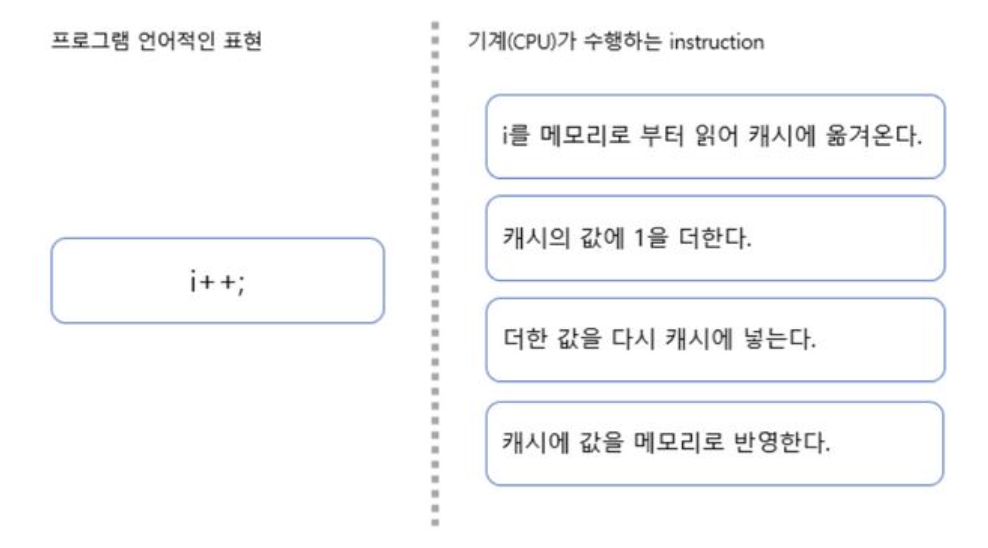 프로그램 언어적인 표현
기계(CPU)가 수행하는 instruction
i를 메모리로 부터 읽어 캐시에 옮겨온다.
캐시의 값에 1을 더한다.
i++;
더한 값을 다시 캐시에 넣는다.
캐시에 값을 메모리로 반영한다.